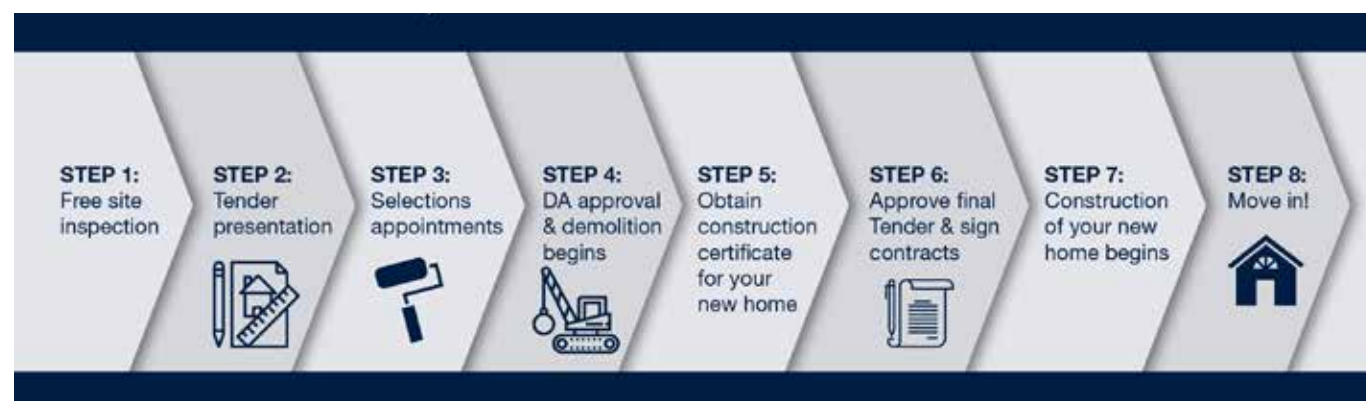 STEP 1:
Free site
inspection
STEP 2:
Tender
presentation
STEP 3:
Selections
appointments
STEP 4:
DA approval
& demolition
begins
STEP 5:
Obtain
construction
certificate
for your
new home
STEP 6:
Approve final
Tender & sign
contracts
STEP 7:
Construction
of your new
home begins
STEP 8:
Move in!